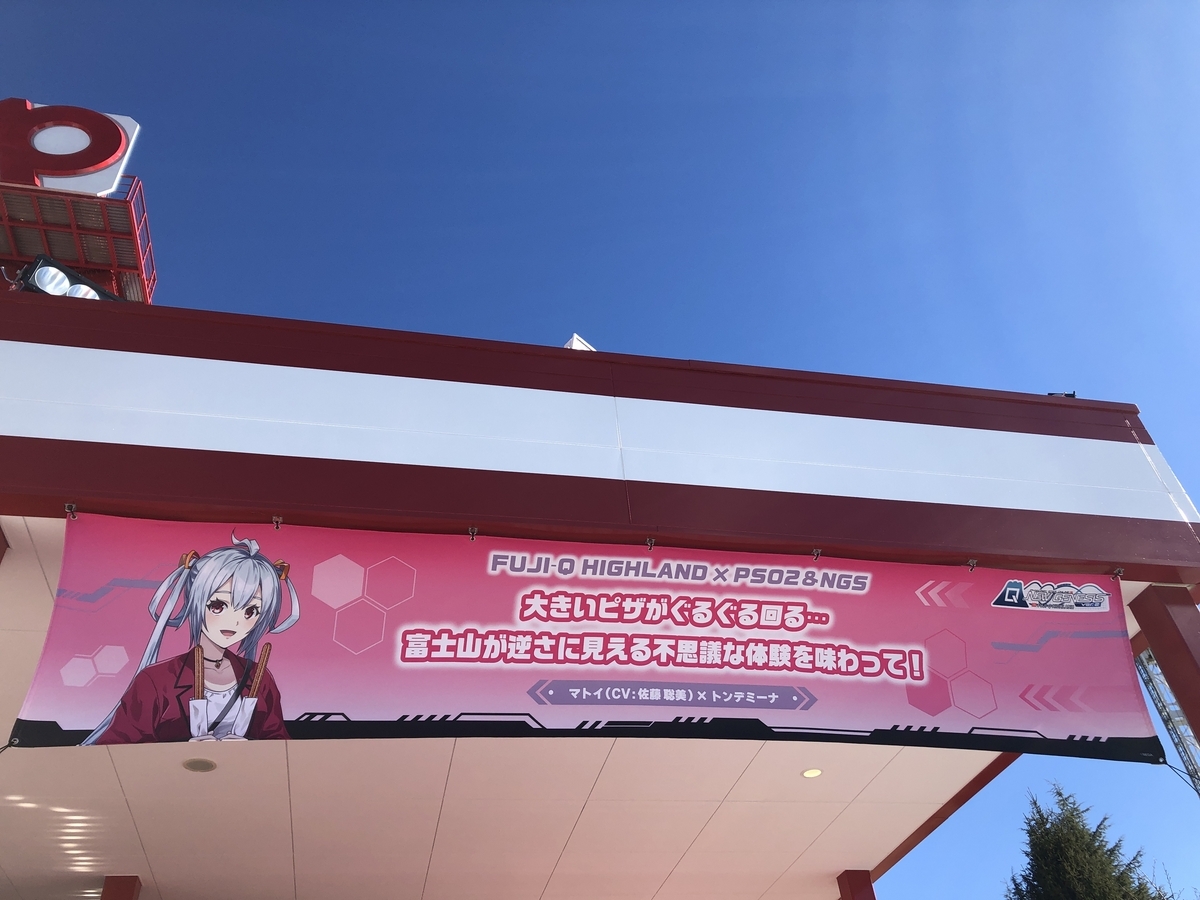 p
FUJI-Q HIGHLAND × PSO2 & NGS
大きいピザがぐるぐる回る…
富士山が逆さに見える不思議な体験を味わって！
マトイ（CV：佐藤 聡美）× トンデミーナ
NEW GENESIS